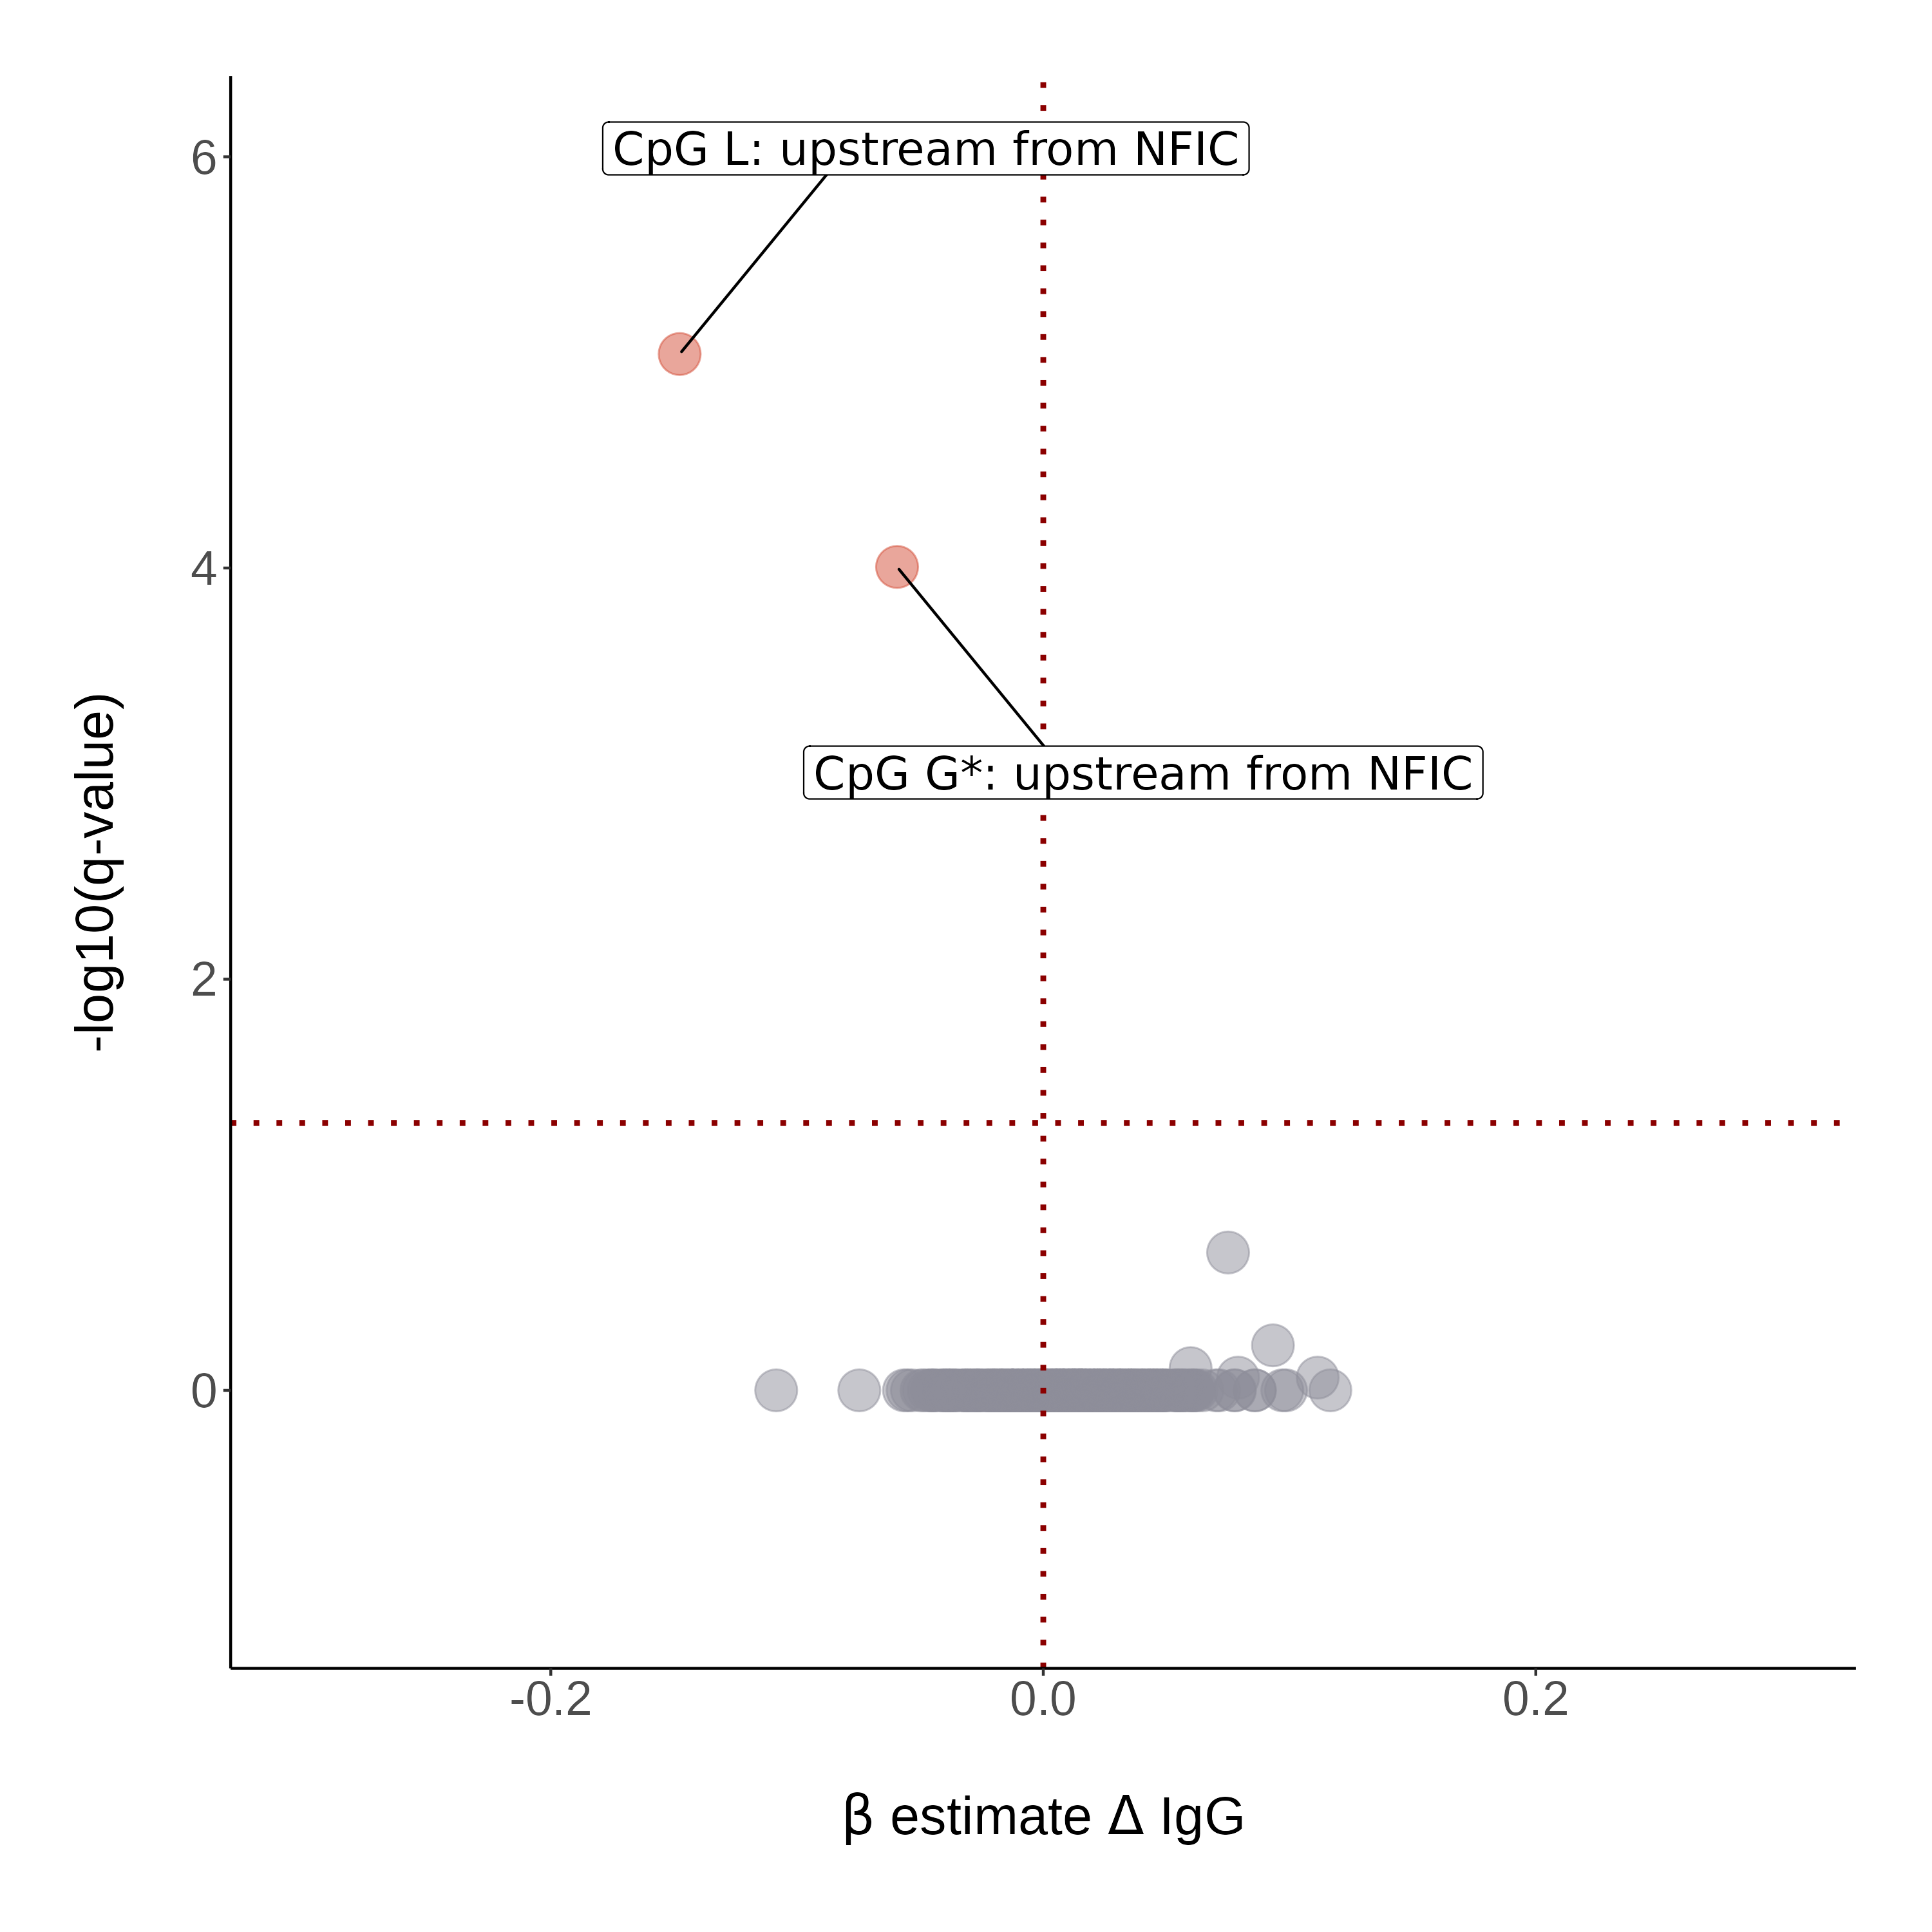 CpG L: upstream from NFIC
CpG G*: upstream from NFIC
6
4
2
0
-log10(q-value)
-0.2
0.0
0.2
β estimate Δ IgG